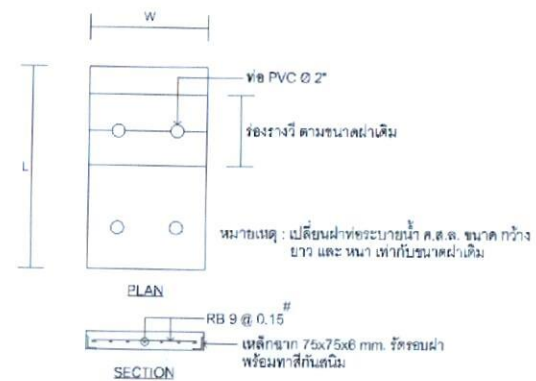 W
ท่อ PVC Ø 2"
ร่องรางวี ตามขนาดฝาเดิม
L
หมายเหตุ : เปลี่ยนฝาท่อระบายน้ำ ค.ส.ล. ขนาด กว้าง
ยาว และ หนา เท่ากับขนาดฝาเดิม
PLAN
RB 9 @ 0.15 #
เหล็กฉาก 75x75x6 mm. รัดรอบฝา
พร้อมทาสีกันสนิม
SECTION